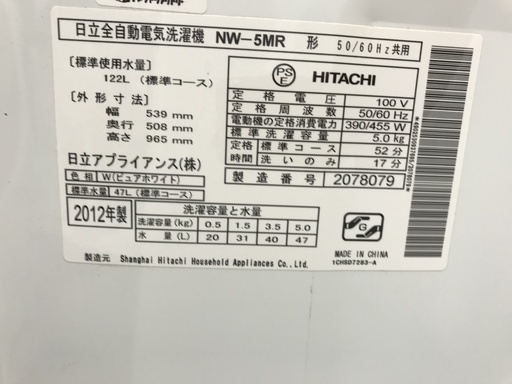 日立全自動電気洗濯機 NW-5MR 形 50/60Hz共用
[標準使用水量]
122L (標準コース)
[外形寸法]
幅 539 mm
奥行 508 mm
高さ 965 mm
日立アプライアンス(株)
色相 W(ピュアホワイト)
標準水量 47L(標準コース)
2012年製
PS
E
HITACHI
定格電圧 100 V
定格周波数 50/60 Hz
電動機の定格消費電力 390/455 W
標準洗濯容量 5.0kg
定格 標準コース 52分
時間 洗いのみ 17分
製造番号 2078079
洗濯容量と水量
洗濯容量(kg) 0.5 1.5 3.5 5.0
水量(L) 20 31 40 47
G
MADE IN CHINA
1CHSD7283-A
製造元 Shanghai Hitachi Household Appliances Co.,Ltd.